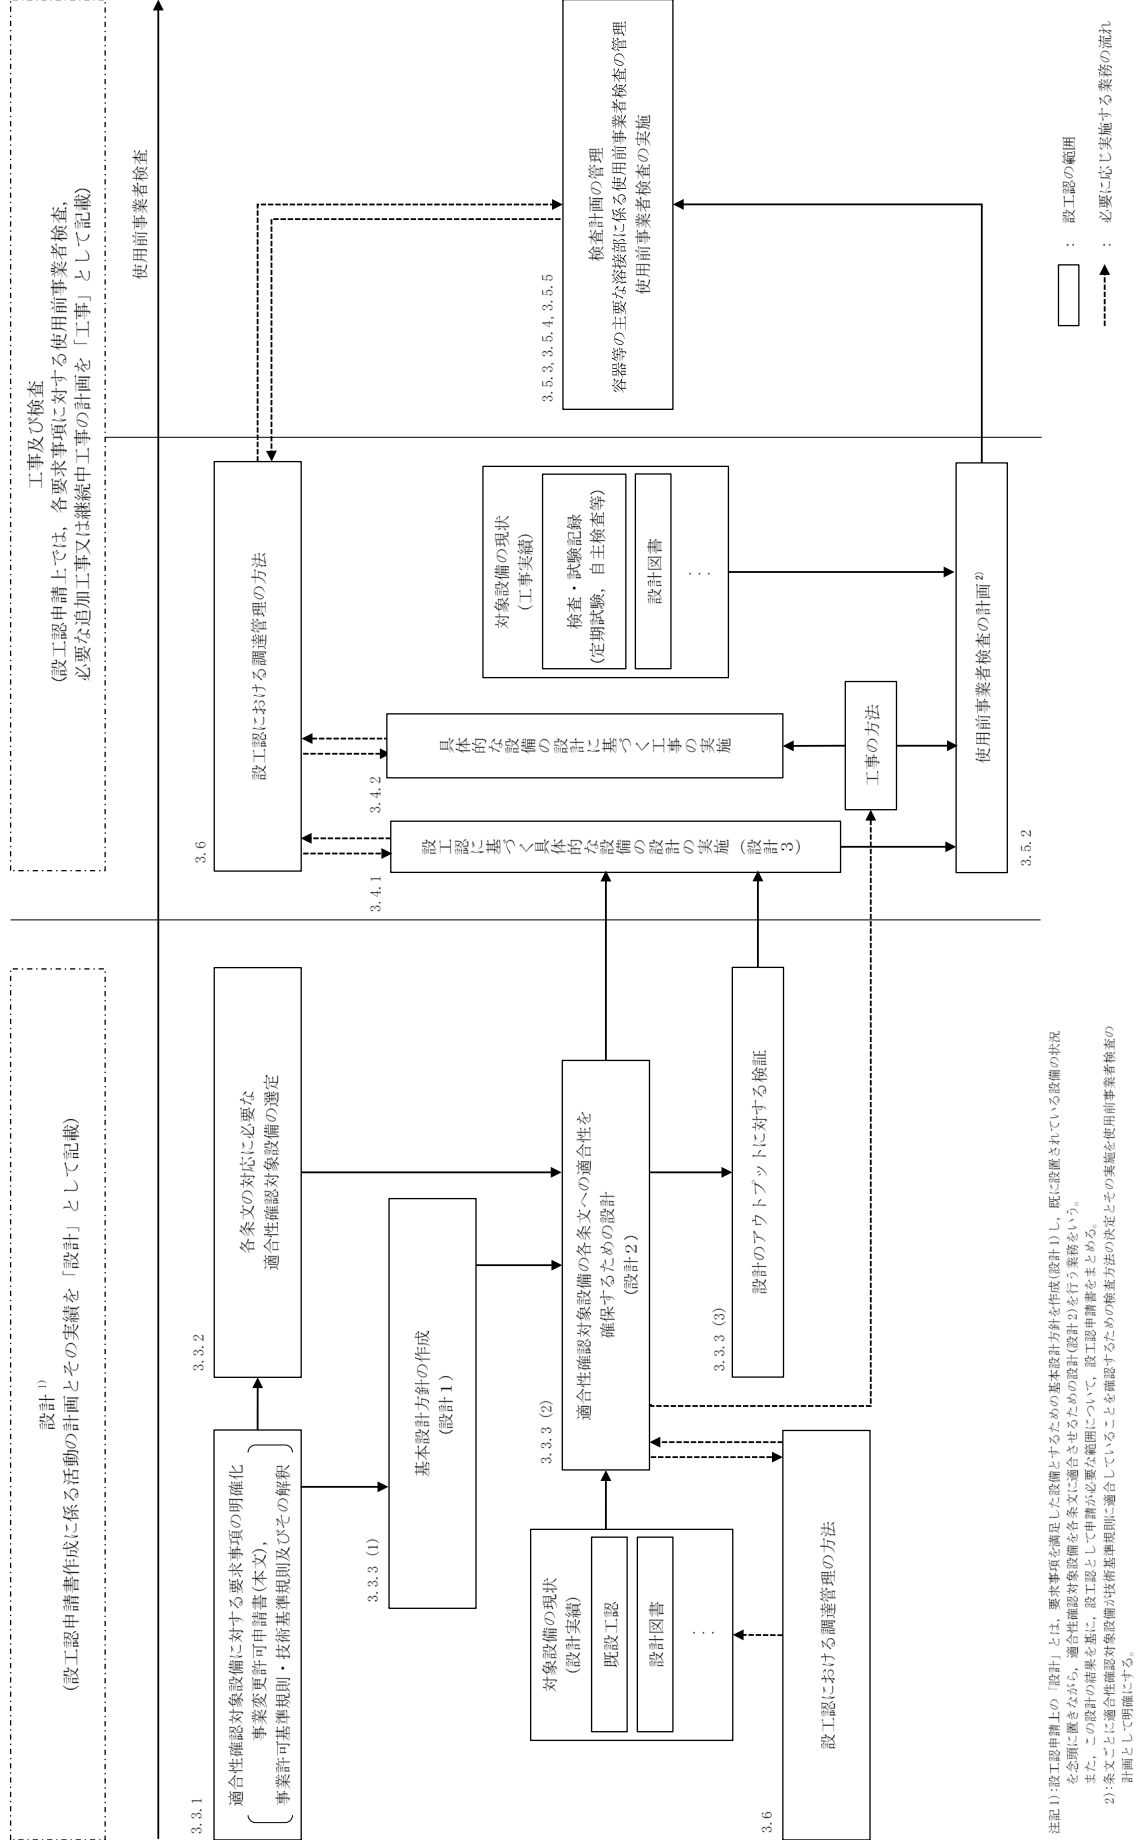 設計1)
(設工認申請書作成に係る活動の計画とその実績を「設計」として記載)
工事及び検査
(設工認申請上では，各要求事項に対する使用前事業者検査，
必要な追加工事又は継続中工事の計画を「工事」として記載)
使用前事業者検査
3.3.1
適合性確認対象設備に対する要求事項の明確化
事業変更許可申請書(本文)，
事業許可基準規則・技術基準規則及びその解釈
3.3.2
各条文の対応に必要な
適合性確認対象設備の選定
3.3.3 (1)
基本設計方針の作成
(設計1)
3.3.3 (2)
適合性確認対象設備の各条文への適合性を
確保するための設計
(設計2)
対象設備の現状
(設計実績)
既設工認
設計図書
：
3.3.3 (3)
設計のアウトプットに対する検証
3.6
設工認における調達管理の方法
3.6
設工認における調達管理の方法
3.4.1
設工認に基づく具体的な設備の設計の実施（設計3）
3.4.2
具体的な設備の設計に基づく工事の実施
対象設備の現状
(工事実績)
検査・試験記録
(定期試験，自主検査等)
設計図書
：
工事の方法
3.5.2
使用前事業者検査の計画2)
3.5.3, 3.5.4, 3.5.5
検査計画の管理
容器等の主要な溶接部に係る使用前事業者検査の管理
使用前事業者検査の実施
：設工認の範囲
：必要に応じ実施する業務の流れ
注記1):設工認申請上の「設計」とは，要求事項を満足した設備とするための基本設計方針を作成(設計1)し，既に設置されている設備の状況
を念頭に置きながら，適合性確認対象設備を各条文に適合させるための設計(設計2)を行う業務をいう。
また，この設計の結果を基に，設工認として申請が必要な範囲について，設工認申請書をまとめる。
2):条文ごとに適合性確認対象設備が技術基準規則に適合していることを確認するための検査方法の決定とその実施を使用前事業者検査の
計画として明確にする。